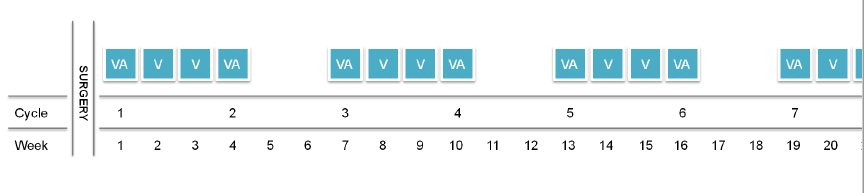 VA V V VA VA V V VA VA V V VA VA V
SURGERY
Cycle 1 2 3 4 5 6 7
Week 1 2 3 4 5 6 7 8 9 10 11 12 13 14 15 16 17 18 19 20